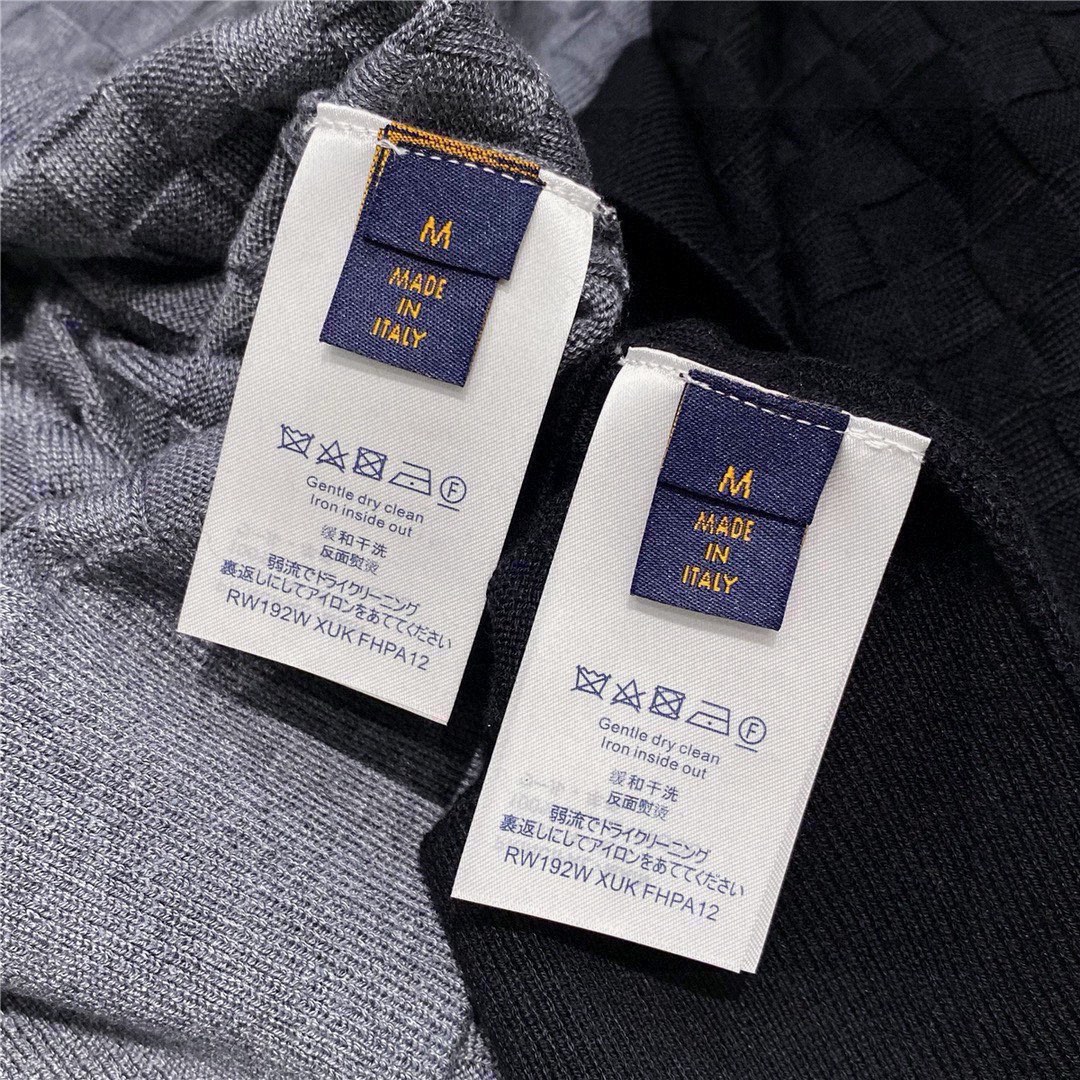 M
MADE
IN
ITALY
F
Gentle dry clean
Iron inside out
缓和干洗
反面熨烫
弱流でドライクリーニング
裏返しにしてアイロンをあててください
RW192W XUK FHPA12
M
MADE
IN
ITALY
F
Gentle dry clean
Iron inside out
缓和干洗
反面熨烫
弱流でドライクリーニング
裏返しにしてアイロンをあててください
RW192W XUK FHPA12